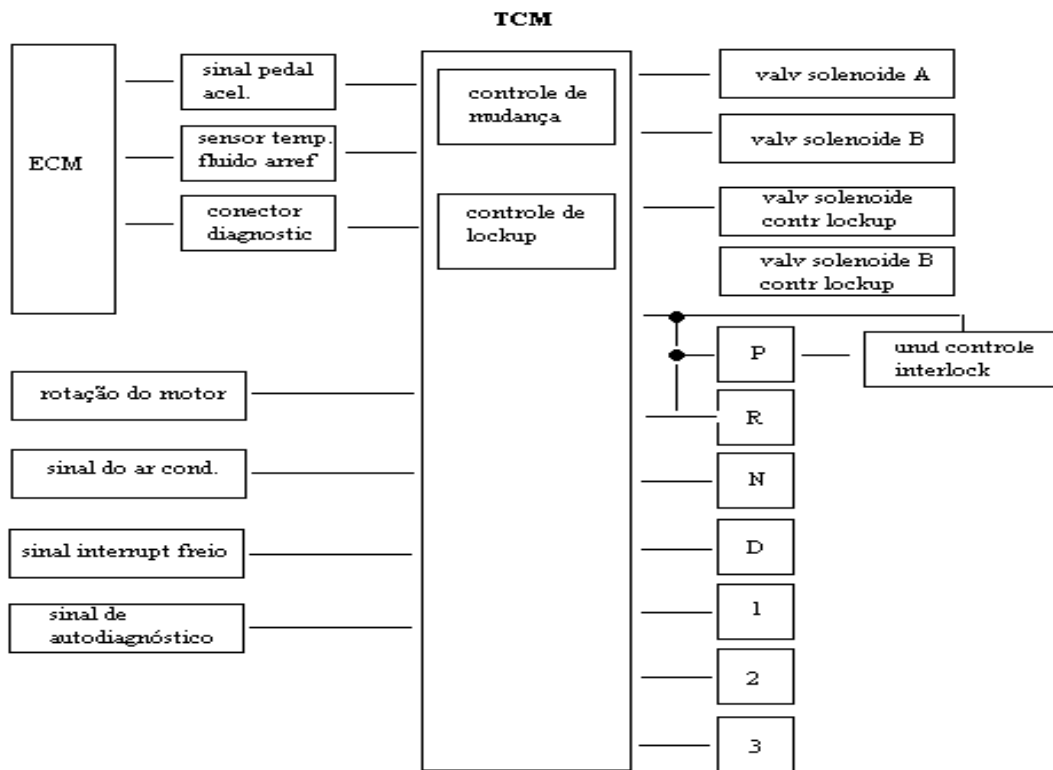 TCM
ECM
sinal pedal
acel.
sensor temp.
fluido arref
conector
diagnostic
rotação do motor
sinal do ar cond.
sinal interrupt freio
sinal de
autodiagnóstico
controle de
mudança
controle de
lockup
valv solenoide A
valv solenoide B
valv solenoide
contr lockup
valv solenoide B
contr lockup
P
unid controle
interlock
R
N
D
1
2
3